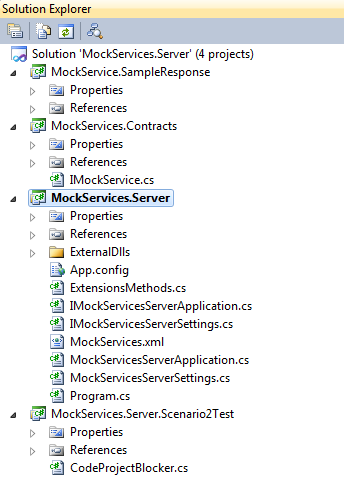 Solution Explorer
Solution 'MockServices.Server' (4 projects)
MockService.SampleResponse
Properties
References
MockServices.Contracts
Properties
References
IMockService.cs
MockServices.Server
Properties
References
ExternalDlls
App.config
ExtensionsMethods.cs
IMockServicesServerApplication.cs
IMockServicesServerSettings.cs
MockServices.xml
MockServicesServerApplication.cs
MockServicesServerSettings.cs
Program.cs
MockServices.Server.Scenario2Test
Properties
References
CodeProjectBlocker.cs